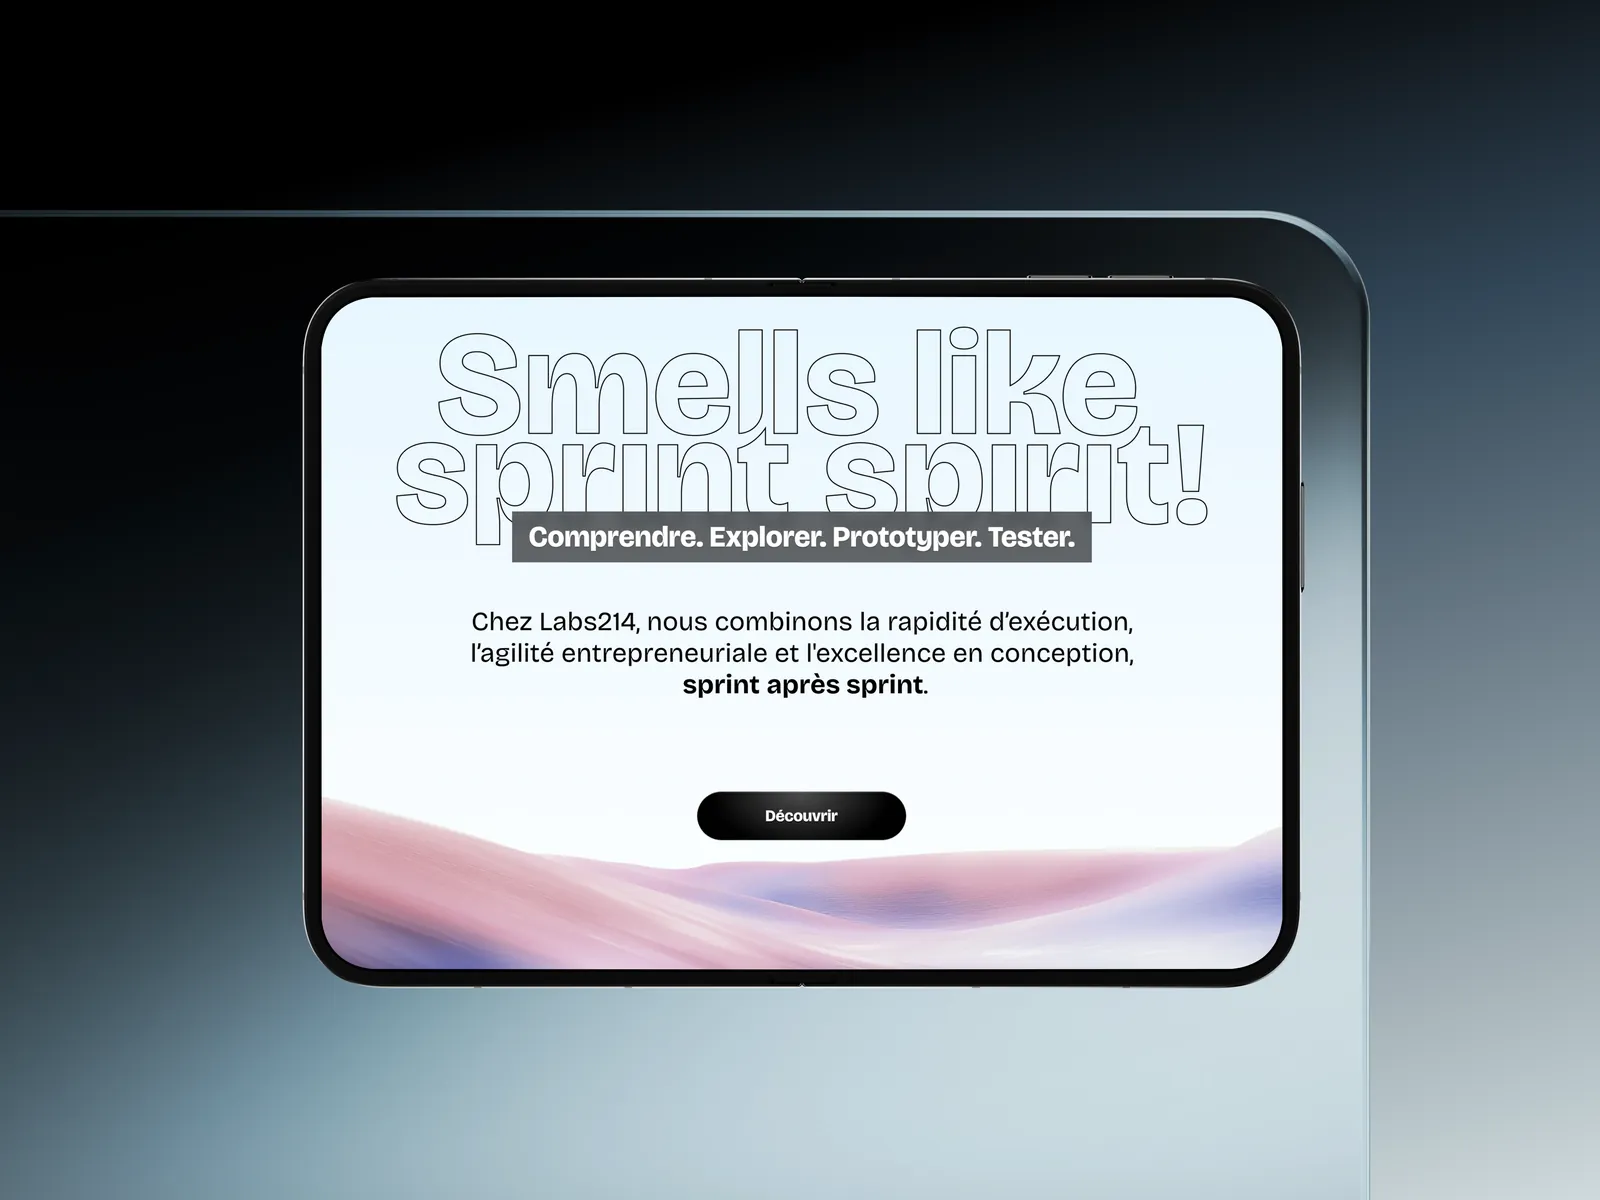 Smells like
sprint spirit!
Comprendre. Explorer. Prototyper. Tester.
Chez Labs214, nous combinons la rapidité d’exécution,
l’agilité entrepreneuriale et l'excellence en conception,
sprint après sprint.
Découvrir